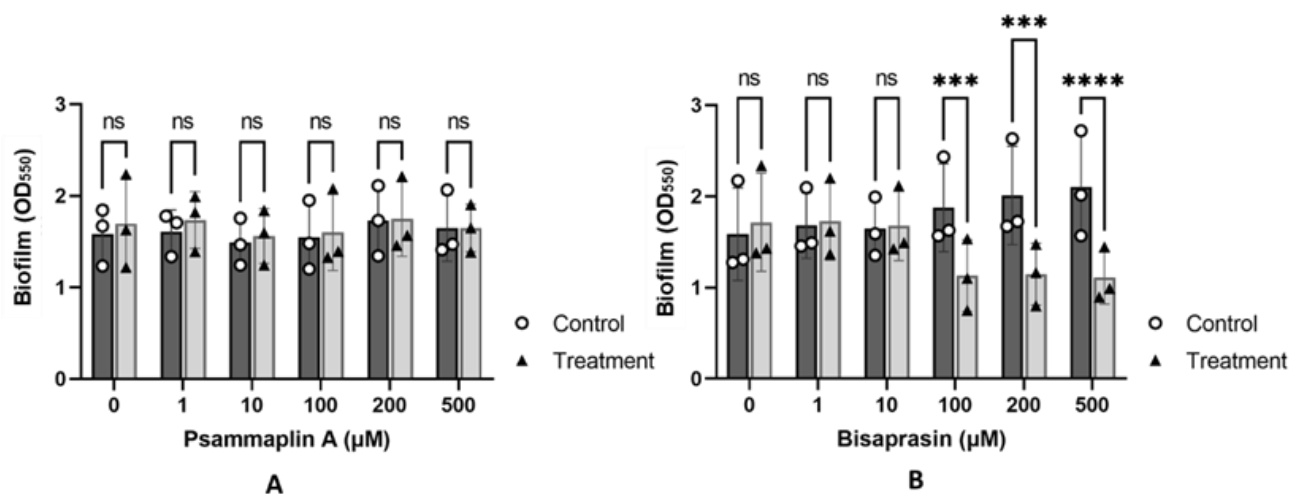 ns ns ns ns ns ns
3
2
1
0
Biofilm (OD550)
0 1 10 100 200 500
Psammaplin A (μM)
Control
Treatment
A
ns ns ns *** *** ****
3
2
1
0
Biofilm (OD550)
0 1 10 100 200 500
Bisaprasin (μM)
Control
Treatment
B